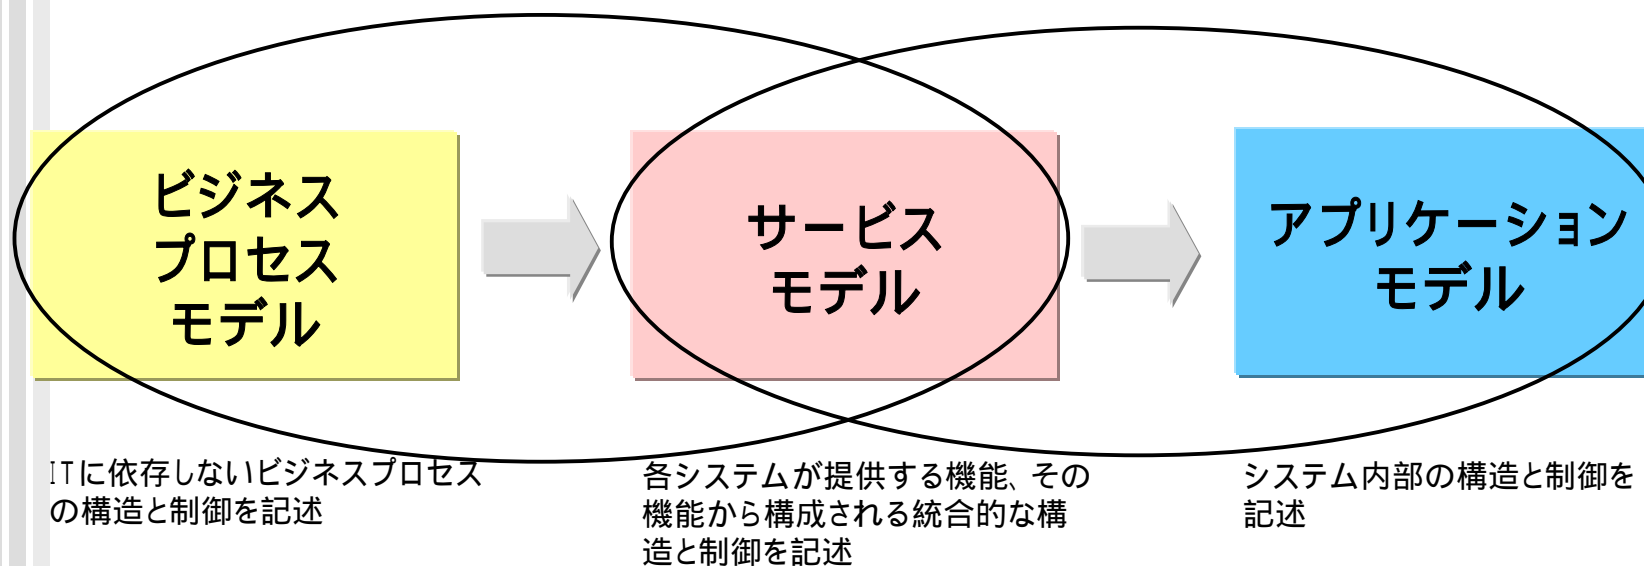 ビジネス
プロセス
モデル
サービス
モデル
アプリケーション
モデル
ITに依存しないビジネスプロセス
の構造と制御を記述
各システムが提供する機能、その
機能から構成される統合的な構
造と制御を記述
システム内部の構造と制御を
記述